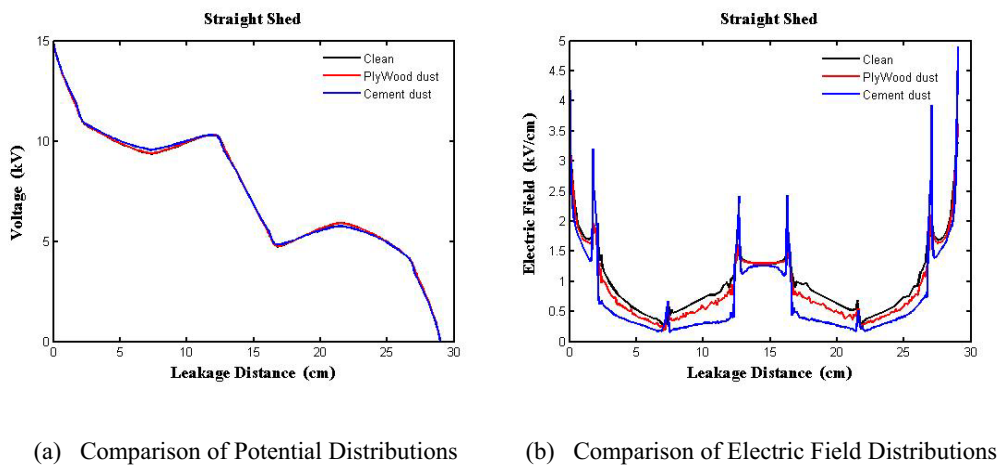 Straight Shed
15
10
5
0
0 5 10 15 20 25 30
Voltage (kV)
Leakage Distance (cm)
Clean
PlyWood dust
Cement dust
Straight Shed
5
4.5
4
3.5
3
2.5
2
1.5
1
0.5
0
0 5 10 15 20 25 30
Electric Field (kV/cm)
Leakage Distance (cm)
Clean
PlyWood dust
Cement dust
(a) Comparison of Potential Distributions
(b) Comparison of Electric Field Distributions